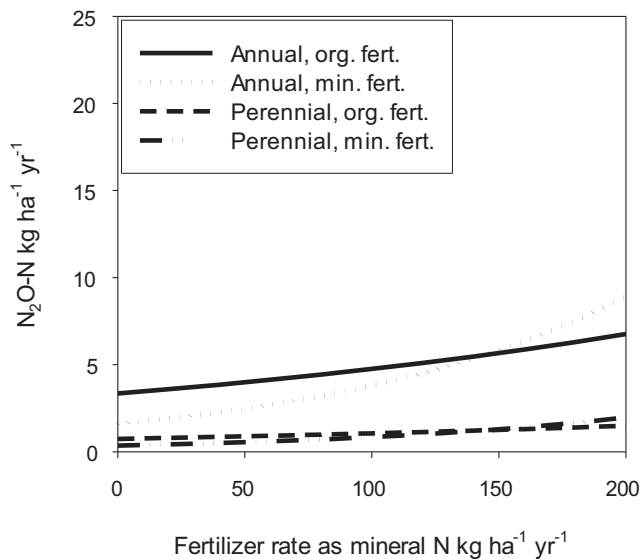 25
20
15
10
5
0
N₂O-N kg ha⁻¹ yr⁻¹
Annual, org. fert.
Annual, min. fert.
Perennial, org. fert.
Perennial, min. fert.
0 50 100 150 200
Fertilizer rate as mineral N kg ha⁻¹ yr⁻¹